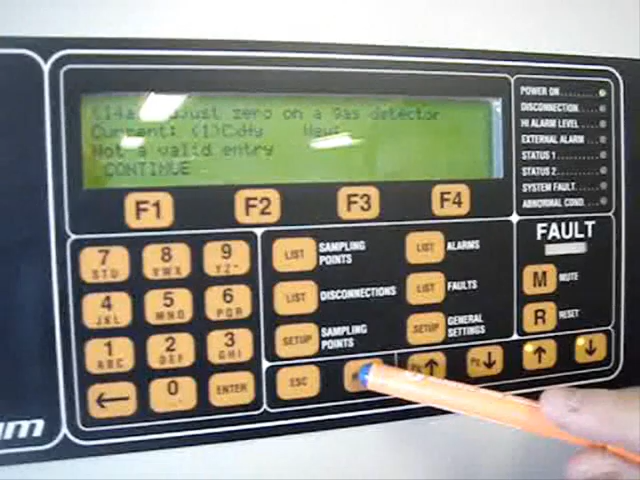 zero on a Gas detector
Current: (1)CxHy
Not a valid entry
CONTINUE
F1
F2
F3
F4
POWER ON
DISCONNECTION
HI ALARM LEVEL
EXTERNAL ALARM
STATUS 1
STATUS 2
SYSTEM FAULT
ABNORMAL COND.
FAULT
M
MUTE
R
RESET
7
STU
8
VWX
9
YZ-
4
JKL
5
MNO
6
PQR
1
ABC
2
DEF
3
GHI
←
0
ENTER
LIST
SAMPLING
POINTS
LIST
ALARMS
LIST
DISCONNECTIONS
LIST
FAULTS
SETUP
SAMPLING
POINTS
SETUP
GENERAL
SETTINGS
ESC
↑
PG↓
↑
↓